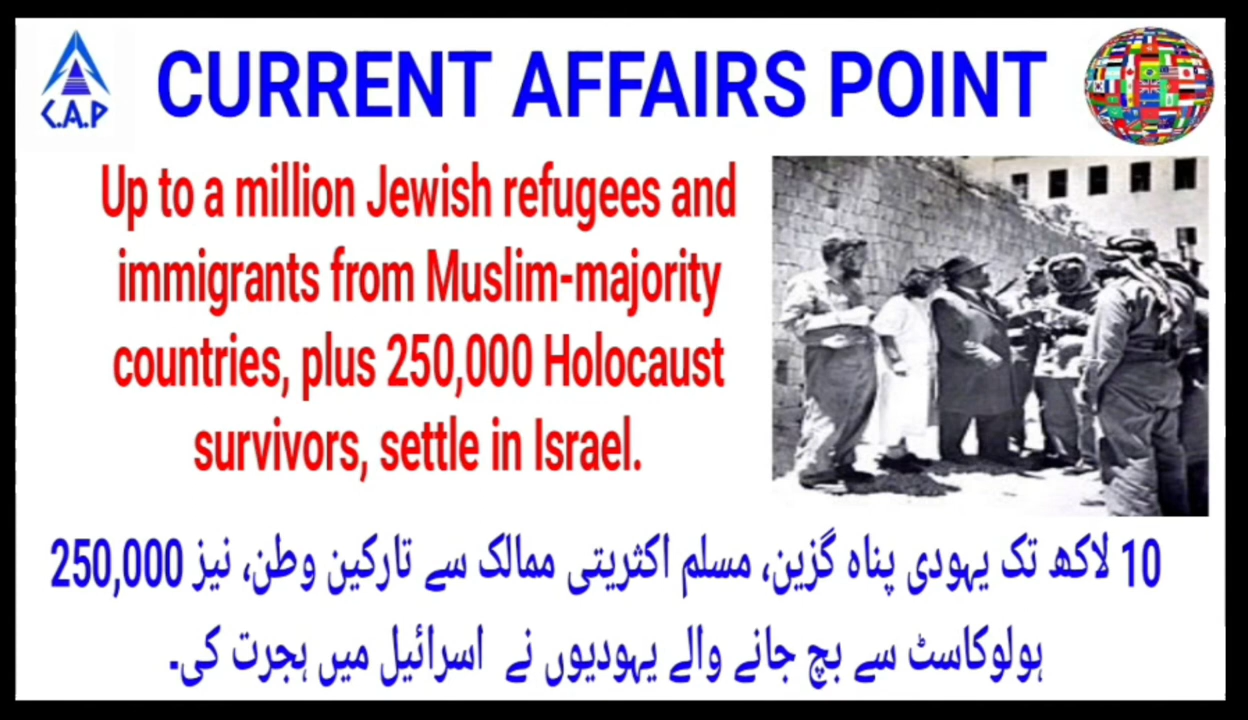 C.A.P
CURRENT AFFAIRS POINT
Up to a million Jewish refugees and
immigrants from Muslim-majority
countries, plus 250,000 Holocaust
survivors, settle in Israel.
10 لاکھ تک یہودی پناہ گزین، مسلم اکثریتی ممالک سے تارکین وطن، نیز 250,000
ہولوکاسٹ سے بچ جانے والے یہودیوں نے اسرائیل میں ہجرت کی۔